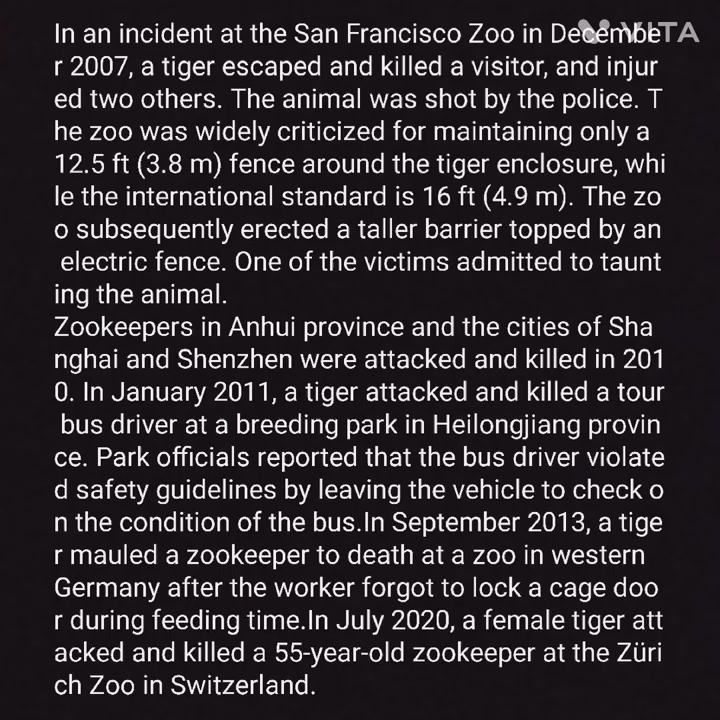 In an incident at the San Francisco Zoo in Decembe
VITA
r 2007, a tiger escaped and killed a visitor, and injur
ed two others. The animal was shot by the police. T
he zoo was widely criticized for maintaining only a
12.5 ft (3.8 m) fence around the tiger enclosure, whi
le the international standard is 16 ft (4.9 m). The zo
o subsequently erected a taller barrier topped by an
electric fence. One of the victims admitted to taunt
ing the animal.
Zookeepers in Anhui province and the cities of Sha
nghai and Shenzhen were attacked and killed in 201
0. In January 2011, a tiger attacked and killed a tour
bus driver at a breeding park in Heilongjiang provin
ce. Park officials reported that the bus driver violate
d safety guidelines by leaving the vehicle to check o
n the condition of the bus.In September 2013, a tige
r mauled a zookeeper to death at a zoo in western
Germany after the worker forgot to lock a cage doo
r during feeding time.In July 2020, a female tiger att
acked and killed a 55-year-old zookeeper at the Züri
ch Zoo in Switzerland.